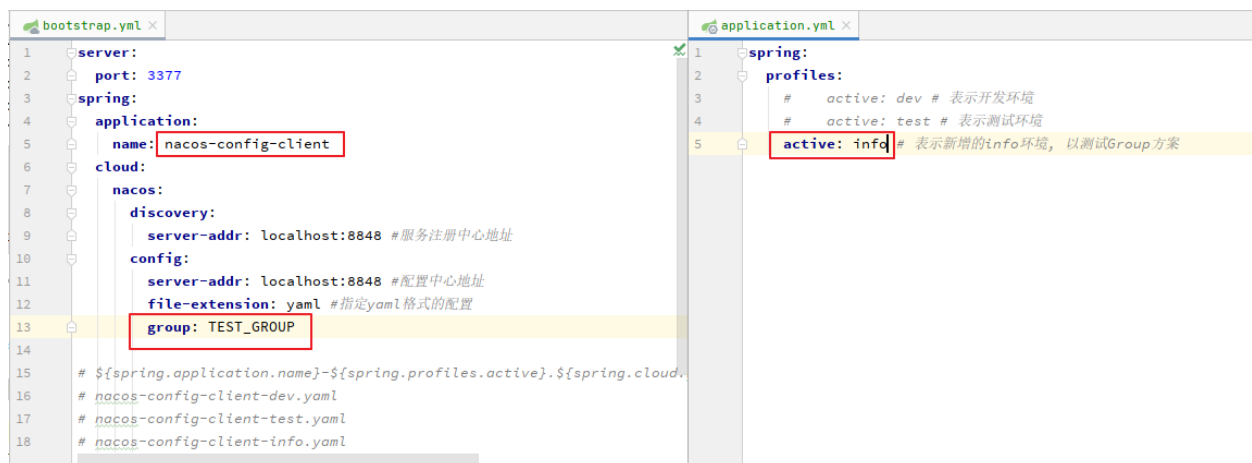 bootstrap.yml
1 server:
2 port: 3377
3 spring:
4 application:
5 name: nacos-config-client
6 cloud:
7 nacos:
8 discovery:
9 server-addr: localhost:8848 #服务注册中心地址
10 config:
11 server-addr: localhost:8848 #配置中心地址
12 file-extension: yaml #指定yaml格式的配置
13 group: TEST_GROUP
14
15 # ${spring.application.name}-${spring.profiles.active}.${spring.cloud.
16 # nacos-config-client-dev.yaml
17 # nacos-config-client-test.yaml
18 # nacos-config-client-info.yaml
application.yml
1 spring:
2 profiles:
3 # active: dev # 表示开发环境
4 # active: test # 表示测试环境
5 active: info # 表示新增的info环境, 以测试Group方案